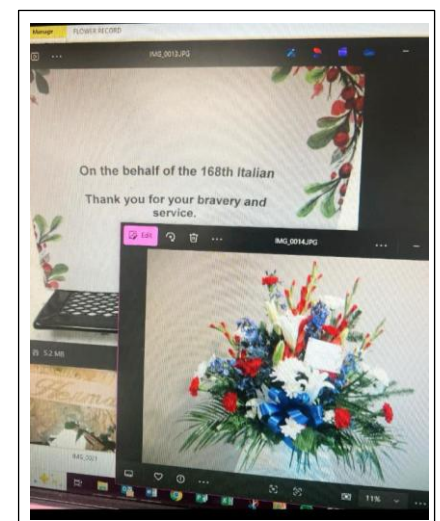 Manage
FLOWER RECORD
IMG_0013.JPG
On the behalf of the 168th Italian
Thank you for your bravery and
service.
Edit
IMG_0014.JPG
5.2 MB
11%